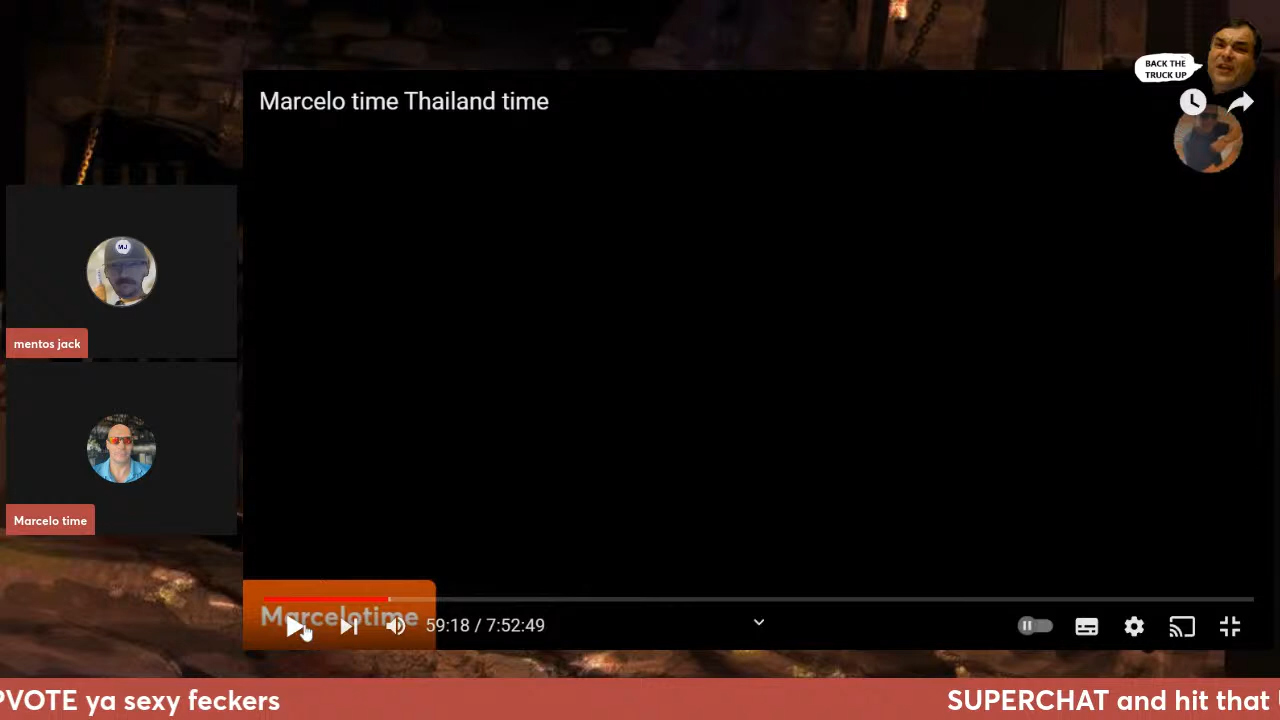 BACK THE
TRUCK UP
Marcelo time Thailand time
MJ
mentos jack
Marcelo time
Marcelotime
59:18 / 7:52:49
PVOTE ya sexy feckers
SUPERCHAT and hit that